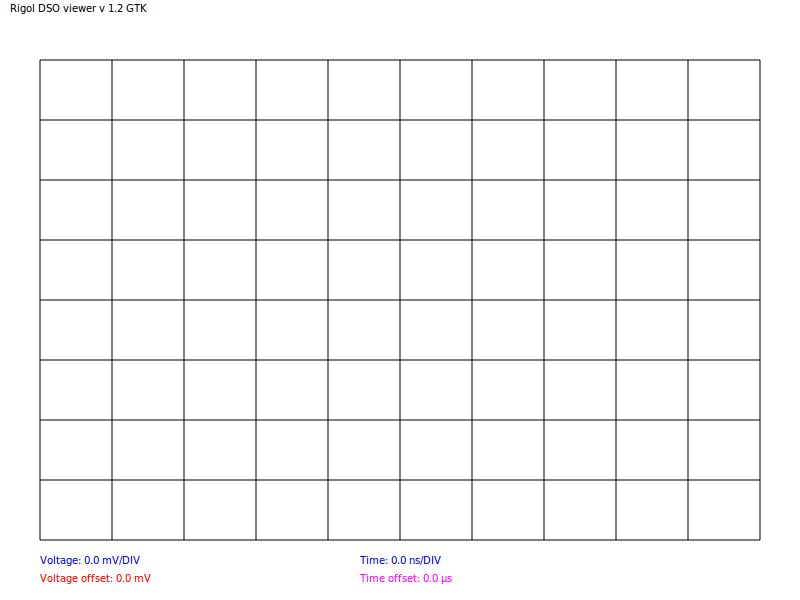 Rigol DSO viewer v 1.2 GTK
Voltage: 0.0 mV/DIV
Time: 0.0 ns/DIV
Voltage offset: 0.0 mV
Time offset: 0.0 µs